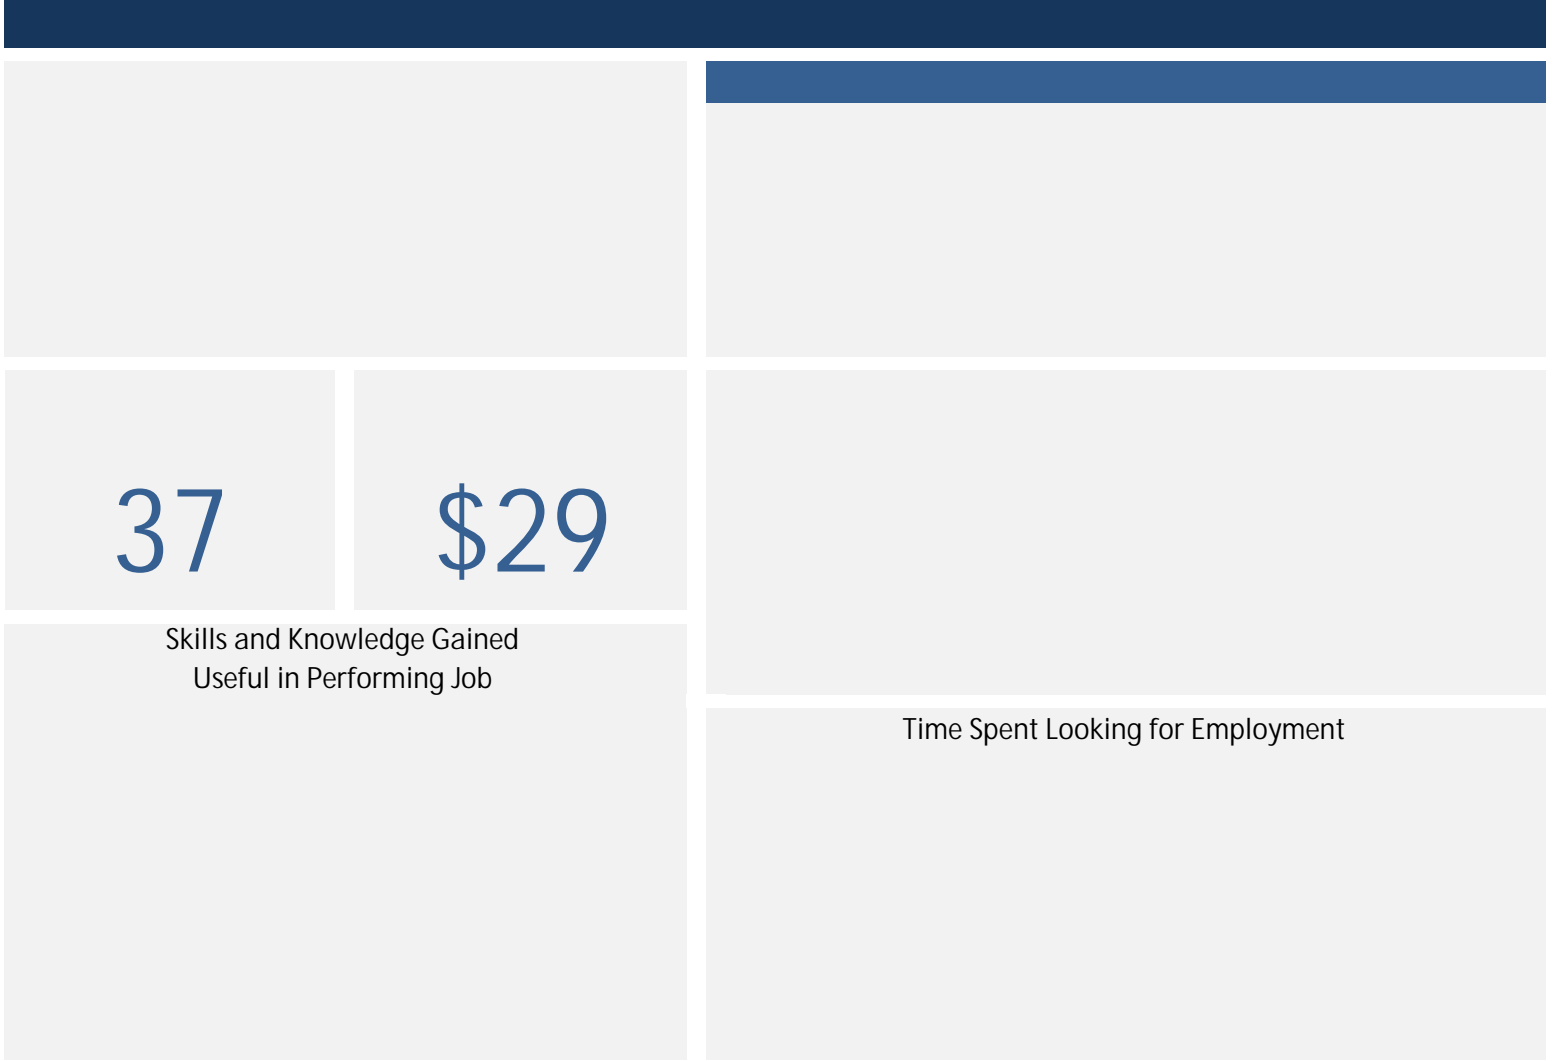 37
$29
Skills and Knowledge Gained
Useful in Performing Job
Time Spent Looking for Employment